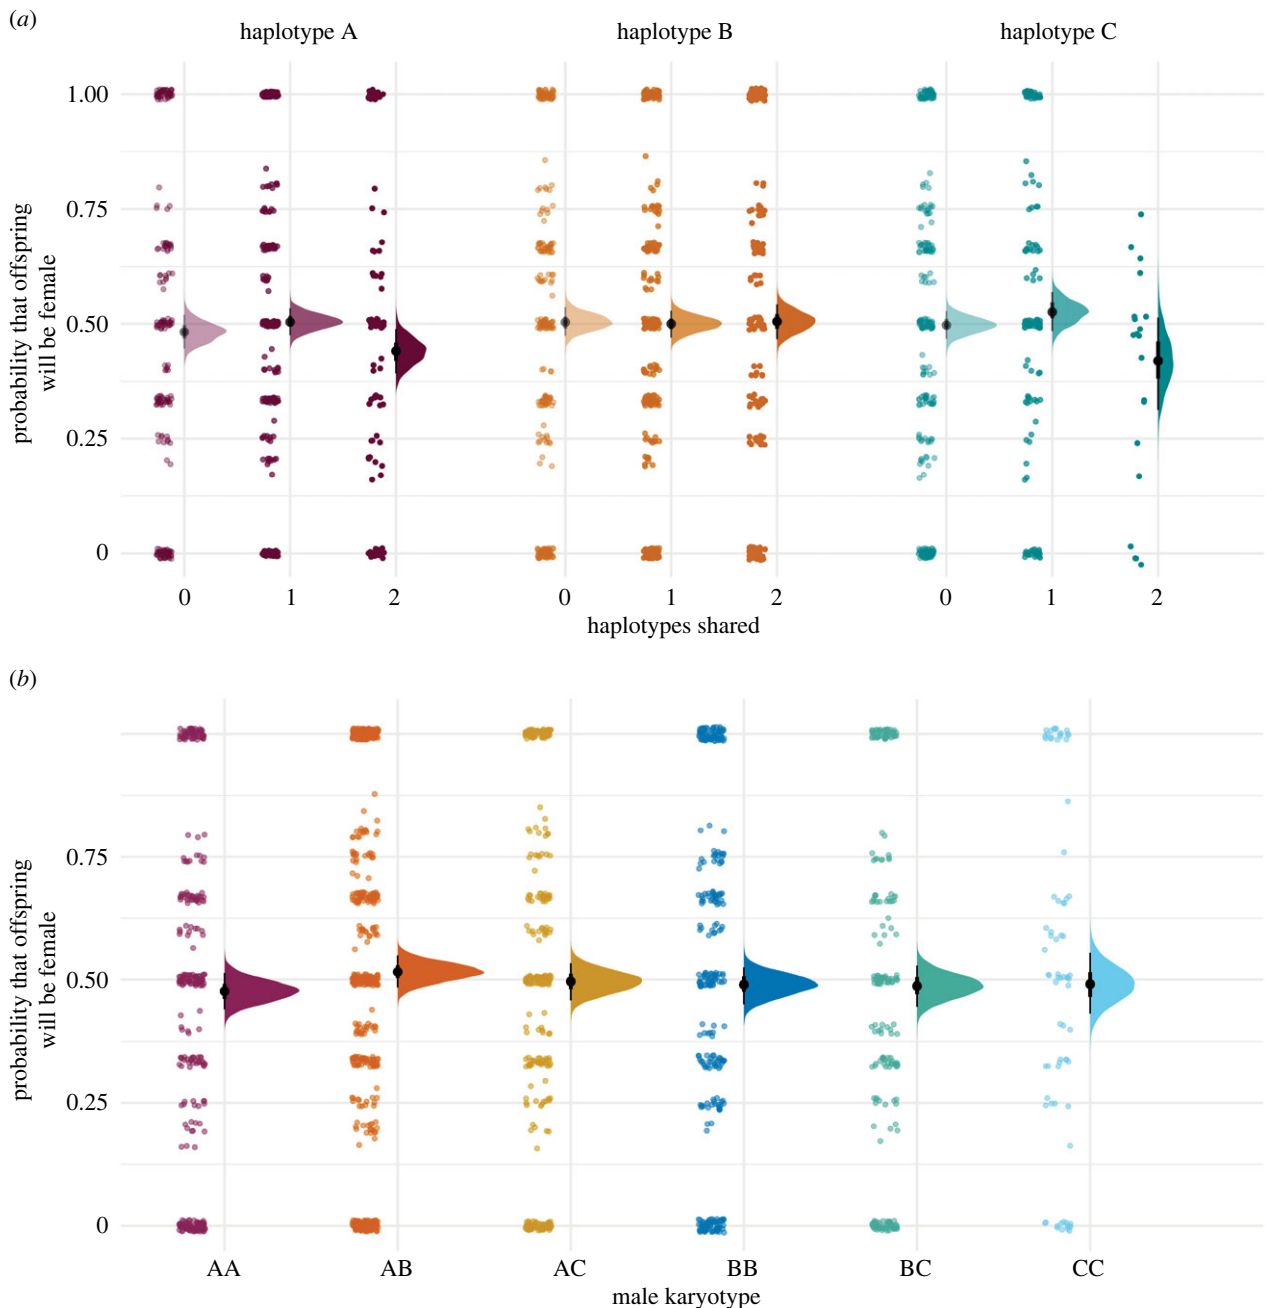 (a)
haplotype A haplotype B haplotype C
1.00
0.75
0.50
0.25
0
probability that offspring
will be female
0 1 2 0 1 2 0 1 2
haplotypes shared
(b)
0.75
0.50
0.25
0
probability that offspring
will be female
AA AB AC BB BC CC
male karyotype